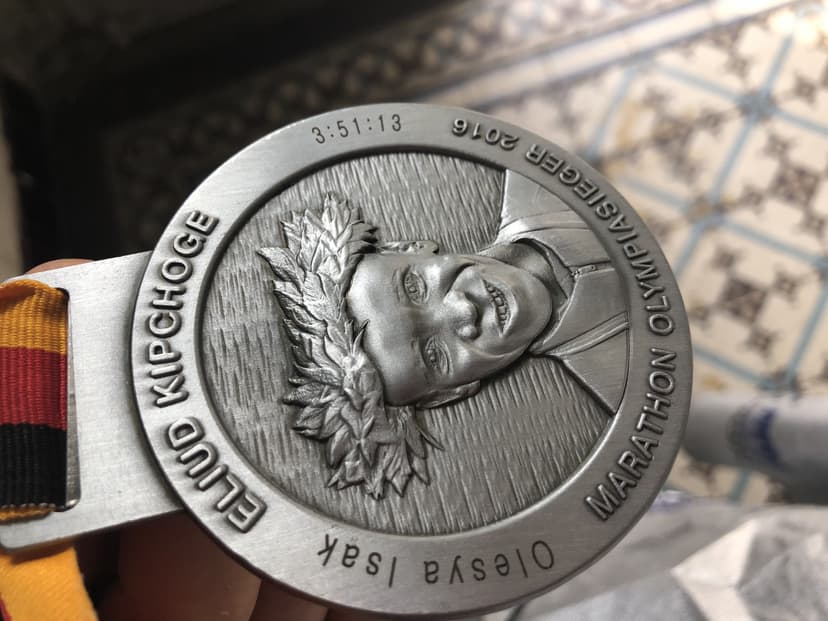 ELIUD KIPCHOGE
3:51:13
MARATHON OLYMPIASIEGER 2016
Olesya Isak